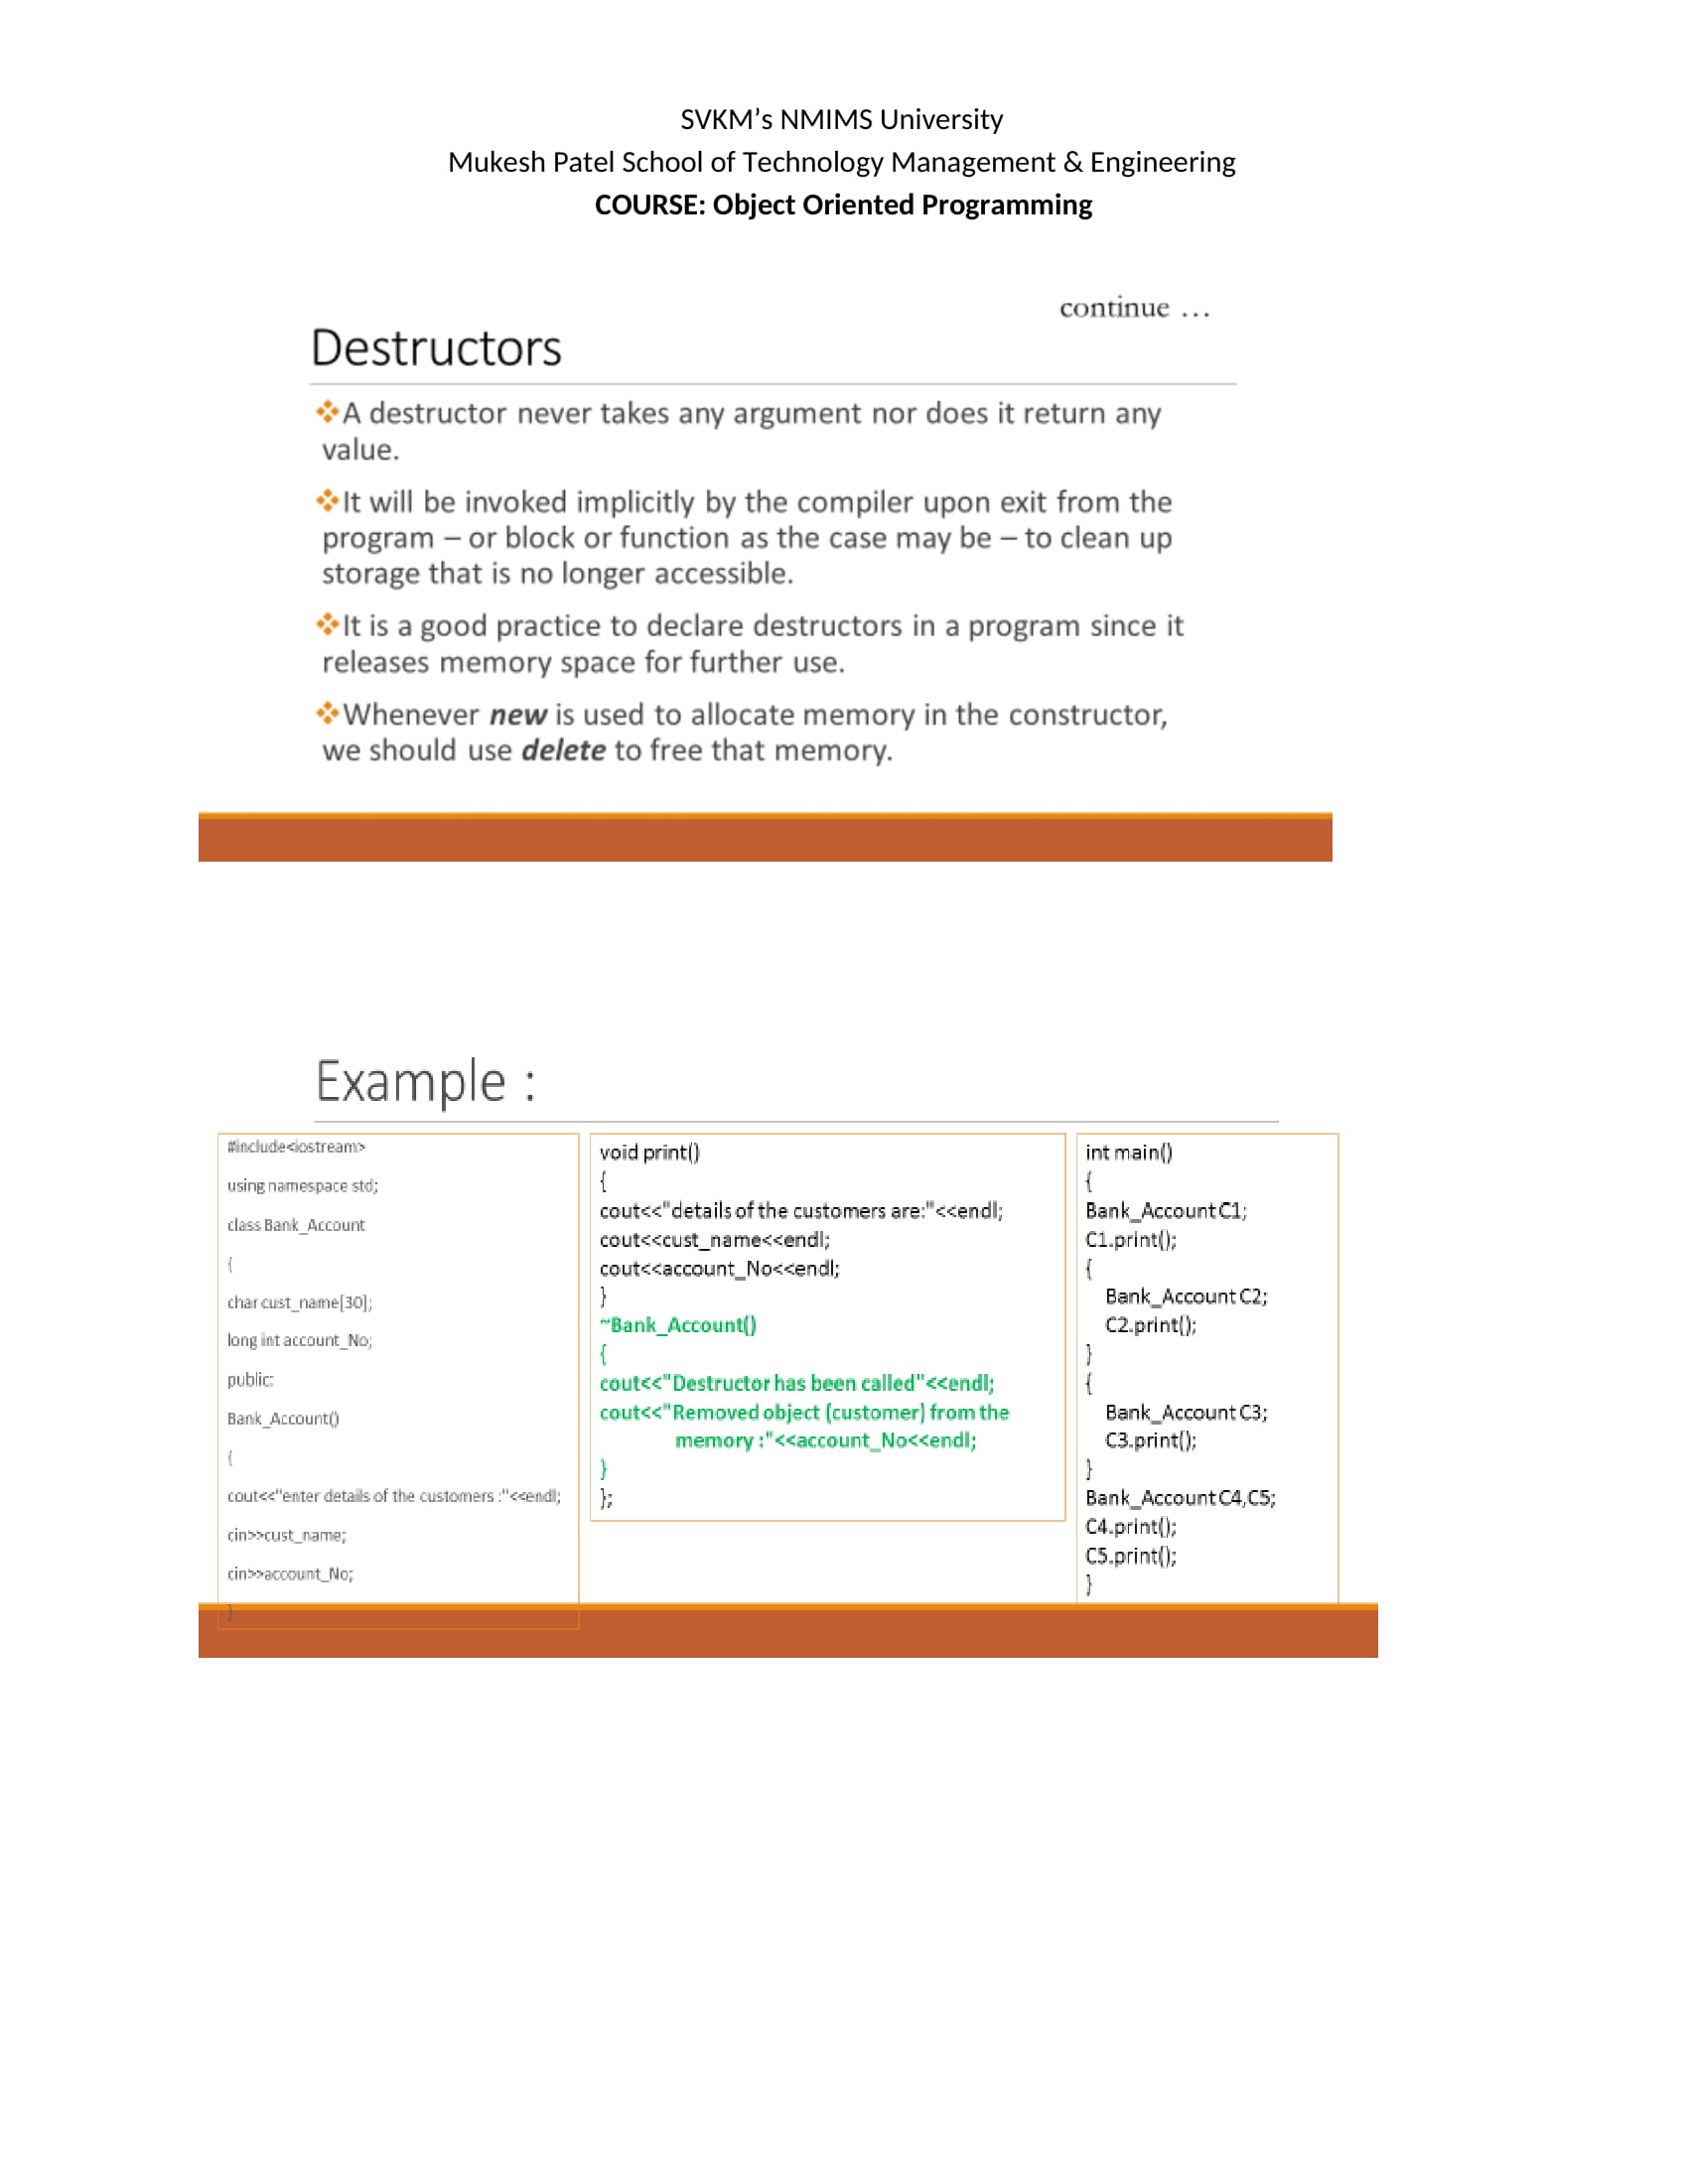 SVKM’s NMIMS University
Mukesh Patel School of Technology Management & Engineering
COURSE: Object Oriented Programming
continue …
Destructors
❖A destructor never takes any argument nor does it return any
value.
❖It will be invoked implicitly by the compiler upon exit from the
program – or block or function as the case may be – to clean up
storage that is no longer accessible.
❖It is a good practice to declare destructors in a program since it
releases memory space for further use.
❖Whenever new is used to allocate memory in the constructor,
we should use delete to free that memory.
Example :
#include<iostream>
using namespace std;
class Bank_Account
{
char cust_name[30];
long int account_No;
public:
Bank_Account()
{
cout<<"enter details of the customers :"<<endl;
cin>>cust_name;
cin>>account_No;
}
void print()
{
cout<<"details of the customers are:"<<endl;
cout<<cust_name<<endl;
cout<<account_No<<endl;
}
~Bank_Account()
{
cout<<"Destructor has been called"<<endl;
cout<<"Removed object (customer) from the
memory :"<<account_No<<endl;
}
};
int main()
{
Bank_Account C1;
C1.print();
{
Bank_Account C2;
C2.print();
}
{
Bank_Account C3;
C3.print();
}
Bank_Account C4,C5;
C4.print();
C5.print();
}